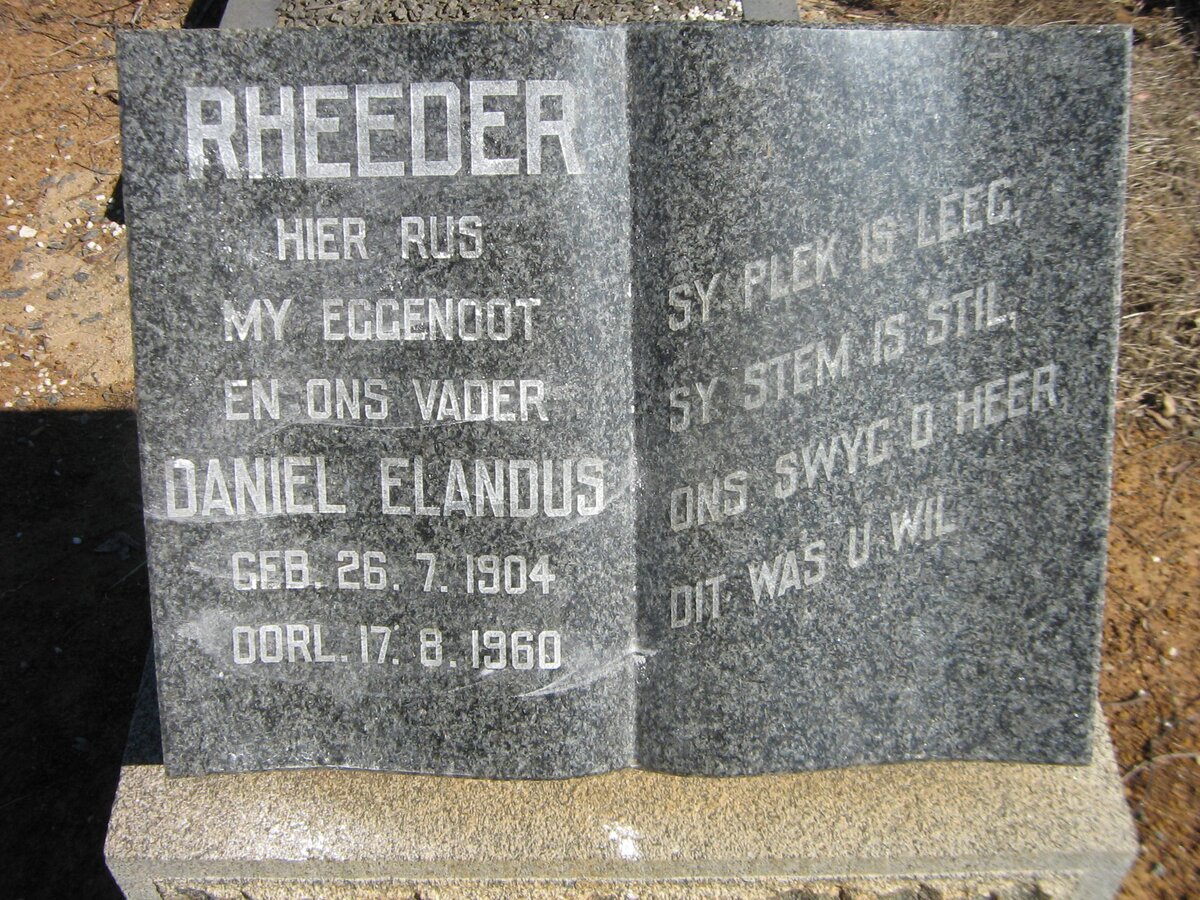 RHEEDER
HIER RUS
MY EGGENOOT
EN ONS VADER
DANIEL ELANDUS
GEB. 26. 7. 1904
OORL. 17. 8. 1960
SY PLEK IS LEEG,
SY STEM IS STIL,
ONS SWYG O HEER
DIT WAS U WIL